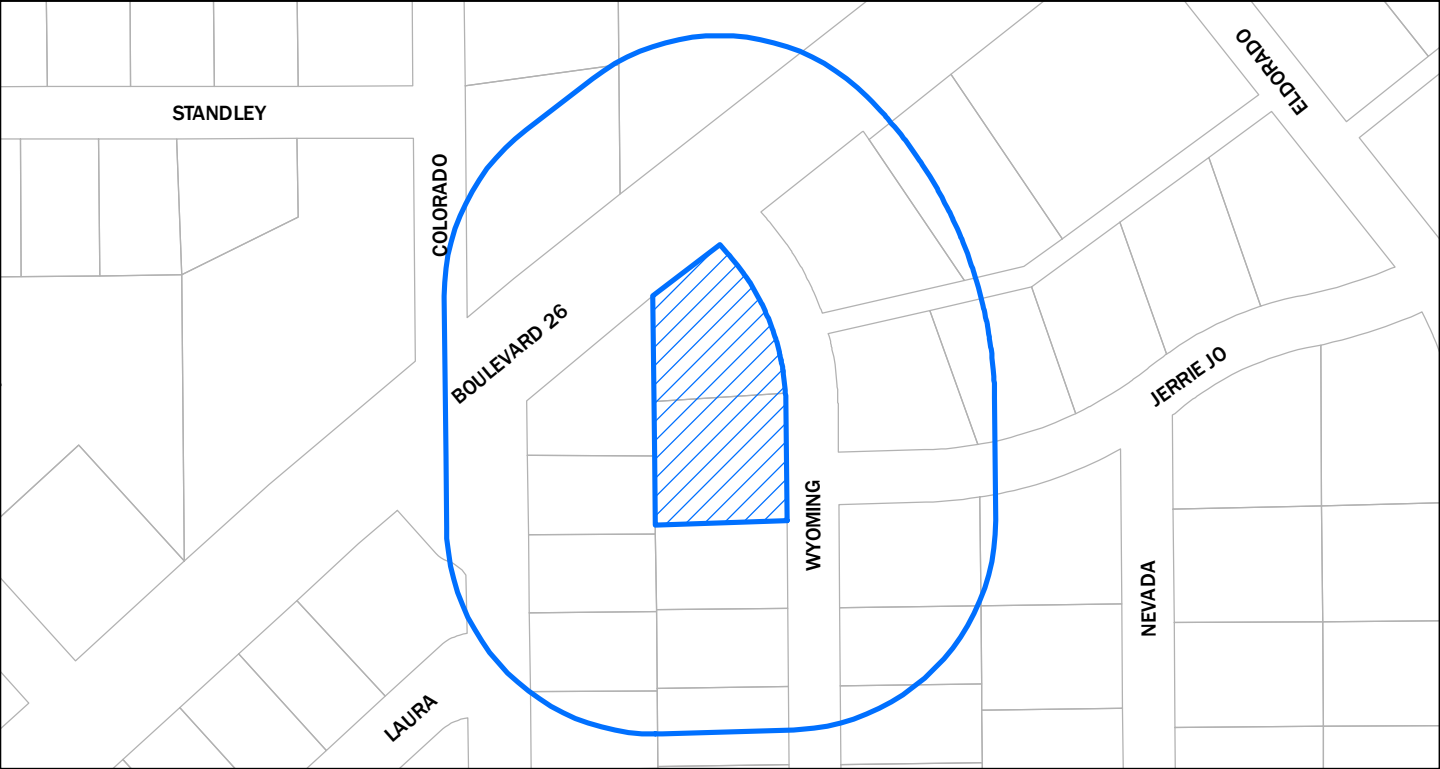 ELDORADO
STANDLEY
COLORADO
BOULEVARD 26
JERRIE JO
WYOMING
NEVADA
LAURA